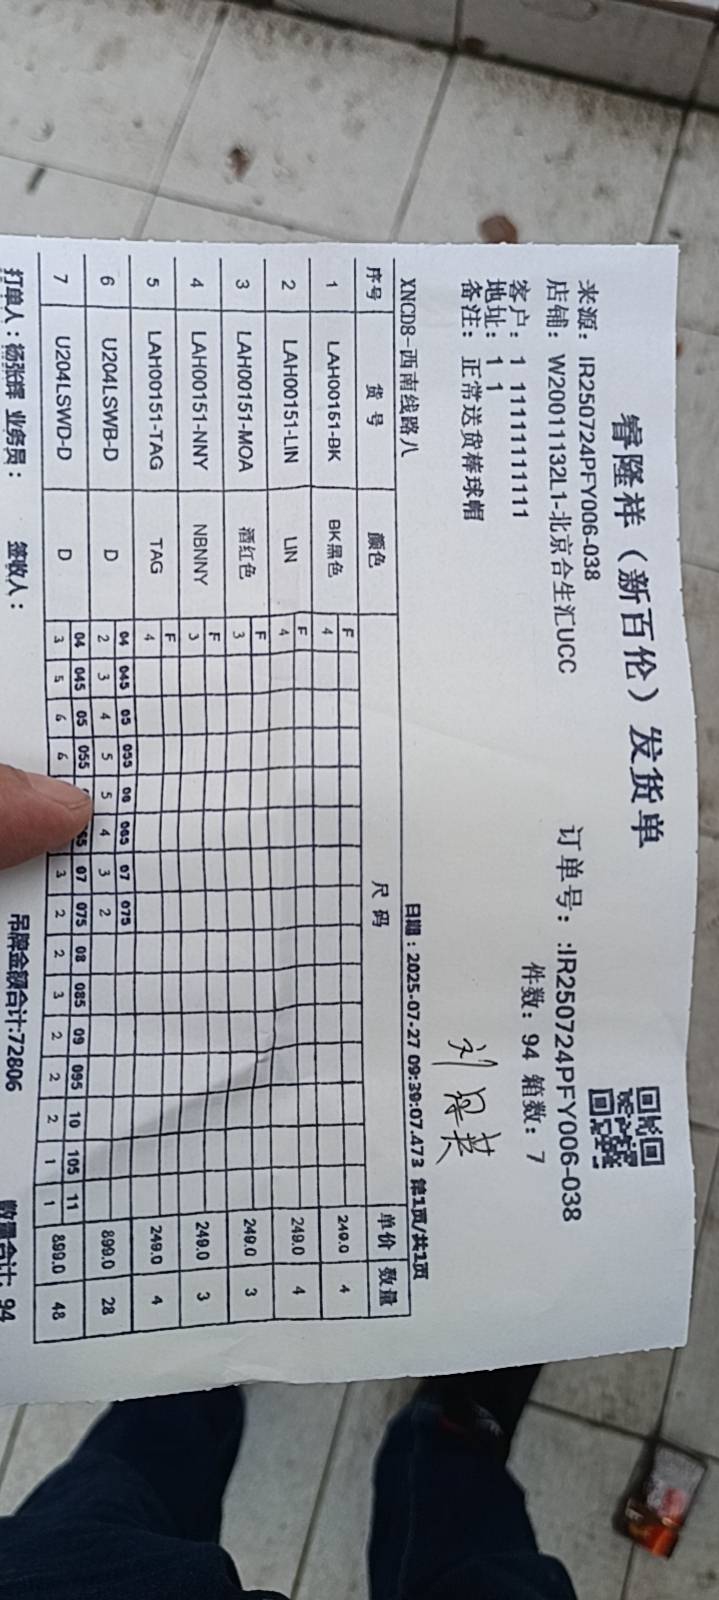 睿隆祥（新百伦）发货单
来源: IR250724PFY006-038 订单号: :IR250724PFY006-038
店铺: W20011132L1-北京合生汇UCC 件数: 94 箱数: 7
客户: 1 11111111111
地址: 1 1
备注: 正常送货棒球帽
刘
XNCD8-西南线路八 日期：2025-07-27 09:39:07.473 第1页/共1页
序号 货号 颜色 尺码 单价 数量
F
1 LAH00151-BK BK黑色 4 249.0 4
F
2 LAH00151-LIN LIN 4 249.0 4
F
3 LAH00151-MOA 酒红色 3 249.0 3
F
4 LAH00151-NNY NBNNY 3 249.0 3
F
5 LAH00151-TAG TAG 4 249.0 4
04 045 05 055 06 065 07 075
6 U204LSWB-D D 2 3 4 5 5 4 3 2 899.0 28
04 045 05 055 65 07 075 08 085 09 095 10 105 11
7 U204LSWD-D D 3 5 6 6 3 2 2 3 2 2 2 1 1 899.0 48
打单人：杨张辉 业务员： 签收人： 吊牌金额合计:72806 数量合计: 94